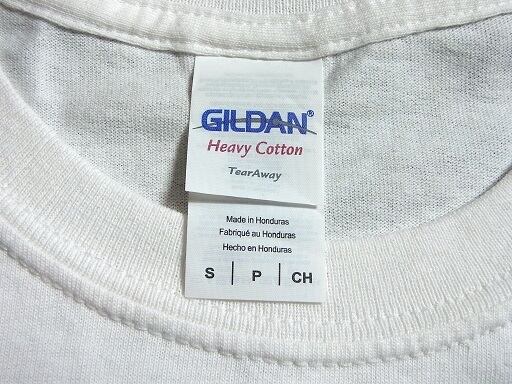 GILDAN®
Heavy Cotton
TearAway
Made in Honduras
Fabriqué au Honduras
Hecho en Honduras
S | P | CH